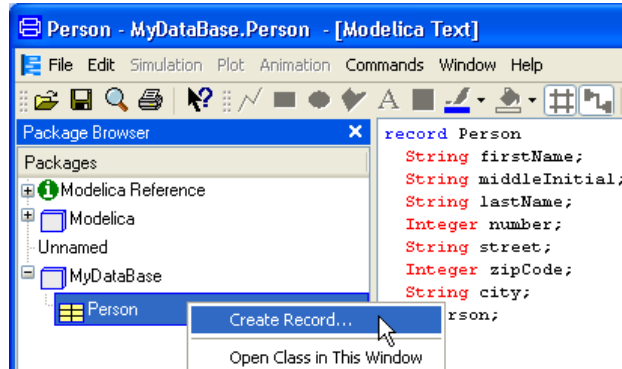 Person - MyDataBase.Person - [Modelica Text]
File Edit Simulation Plot Animation Commands Window Help
Package Browser
Packages
Modelica Reference
Modelica
Unnamed
MyDataBase
Person
record Person
String firstName;
String middleInitial;
String lastName;
Integer number;
String street;
Integer zipCode;
String city;
rson;
Create Record...
Open Class in This Window